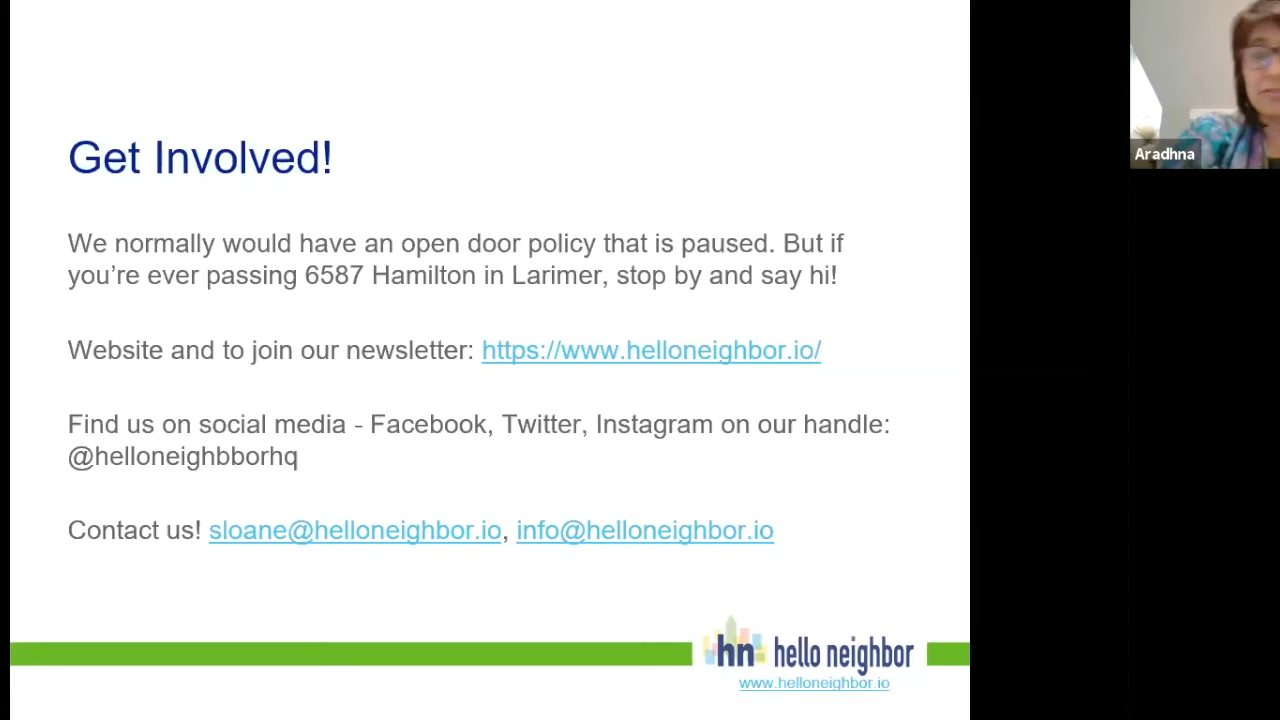 Get Involved!
We normally would have an open door policy that is paused. But if
you’re ever passing 6587 Hamilton in Larimer, stop by and say hi!
Website and to join our newsletter: https://www.helloneighbor.io/
Find us on social media - Facebook, Twitter, Instagram on our handle:
@helloneighbborhq
Contact us! sloane@helloneighbor.io, info@helloneighbor.io
hn hello neighbor
www.helloneighbor.io
Aradhna